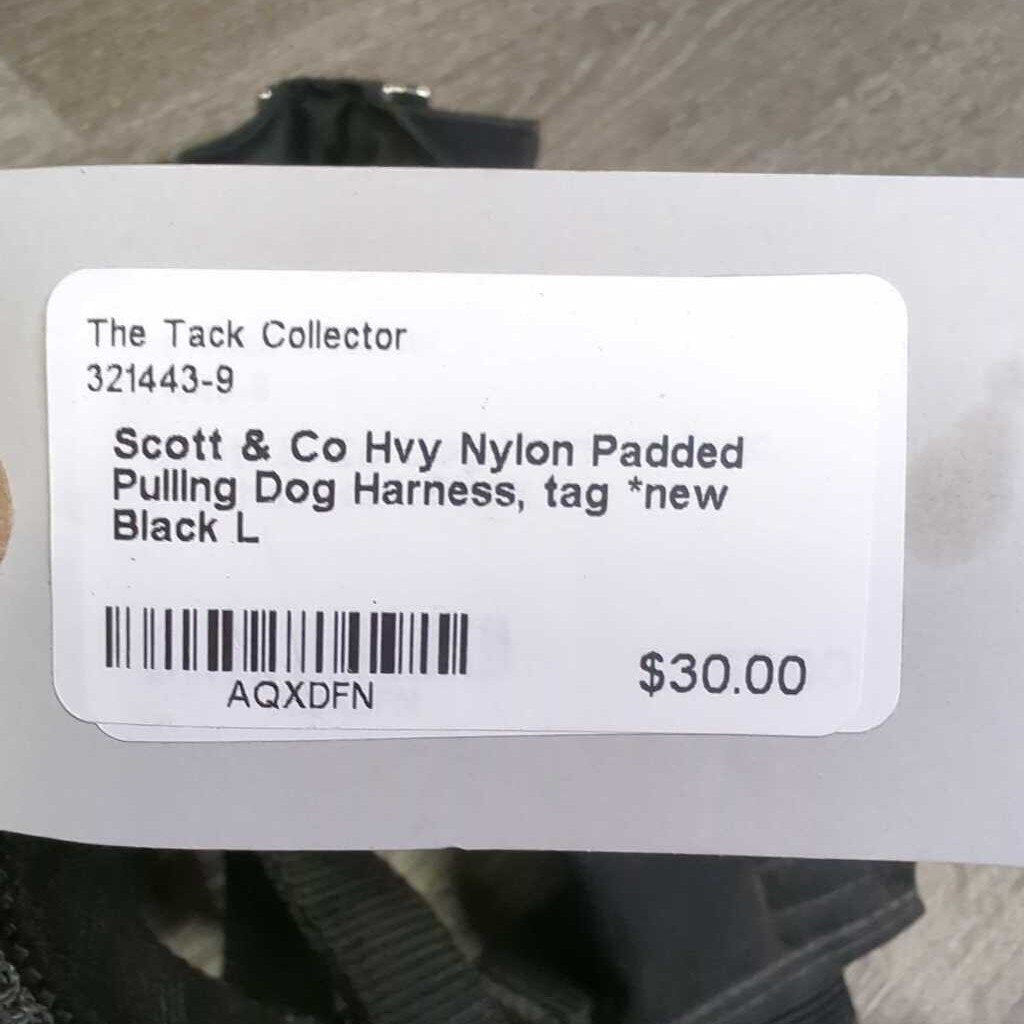 The Tack Collector
321443-9
Scott & Co Hvy Nylon Padded
Pulling Dog Harness, tag *new
Black L
AQXDFN
$30.00